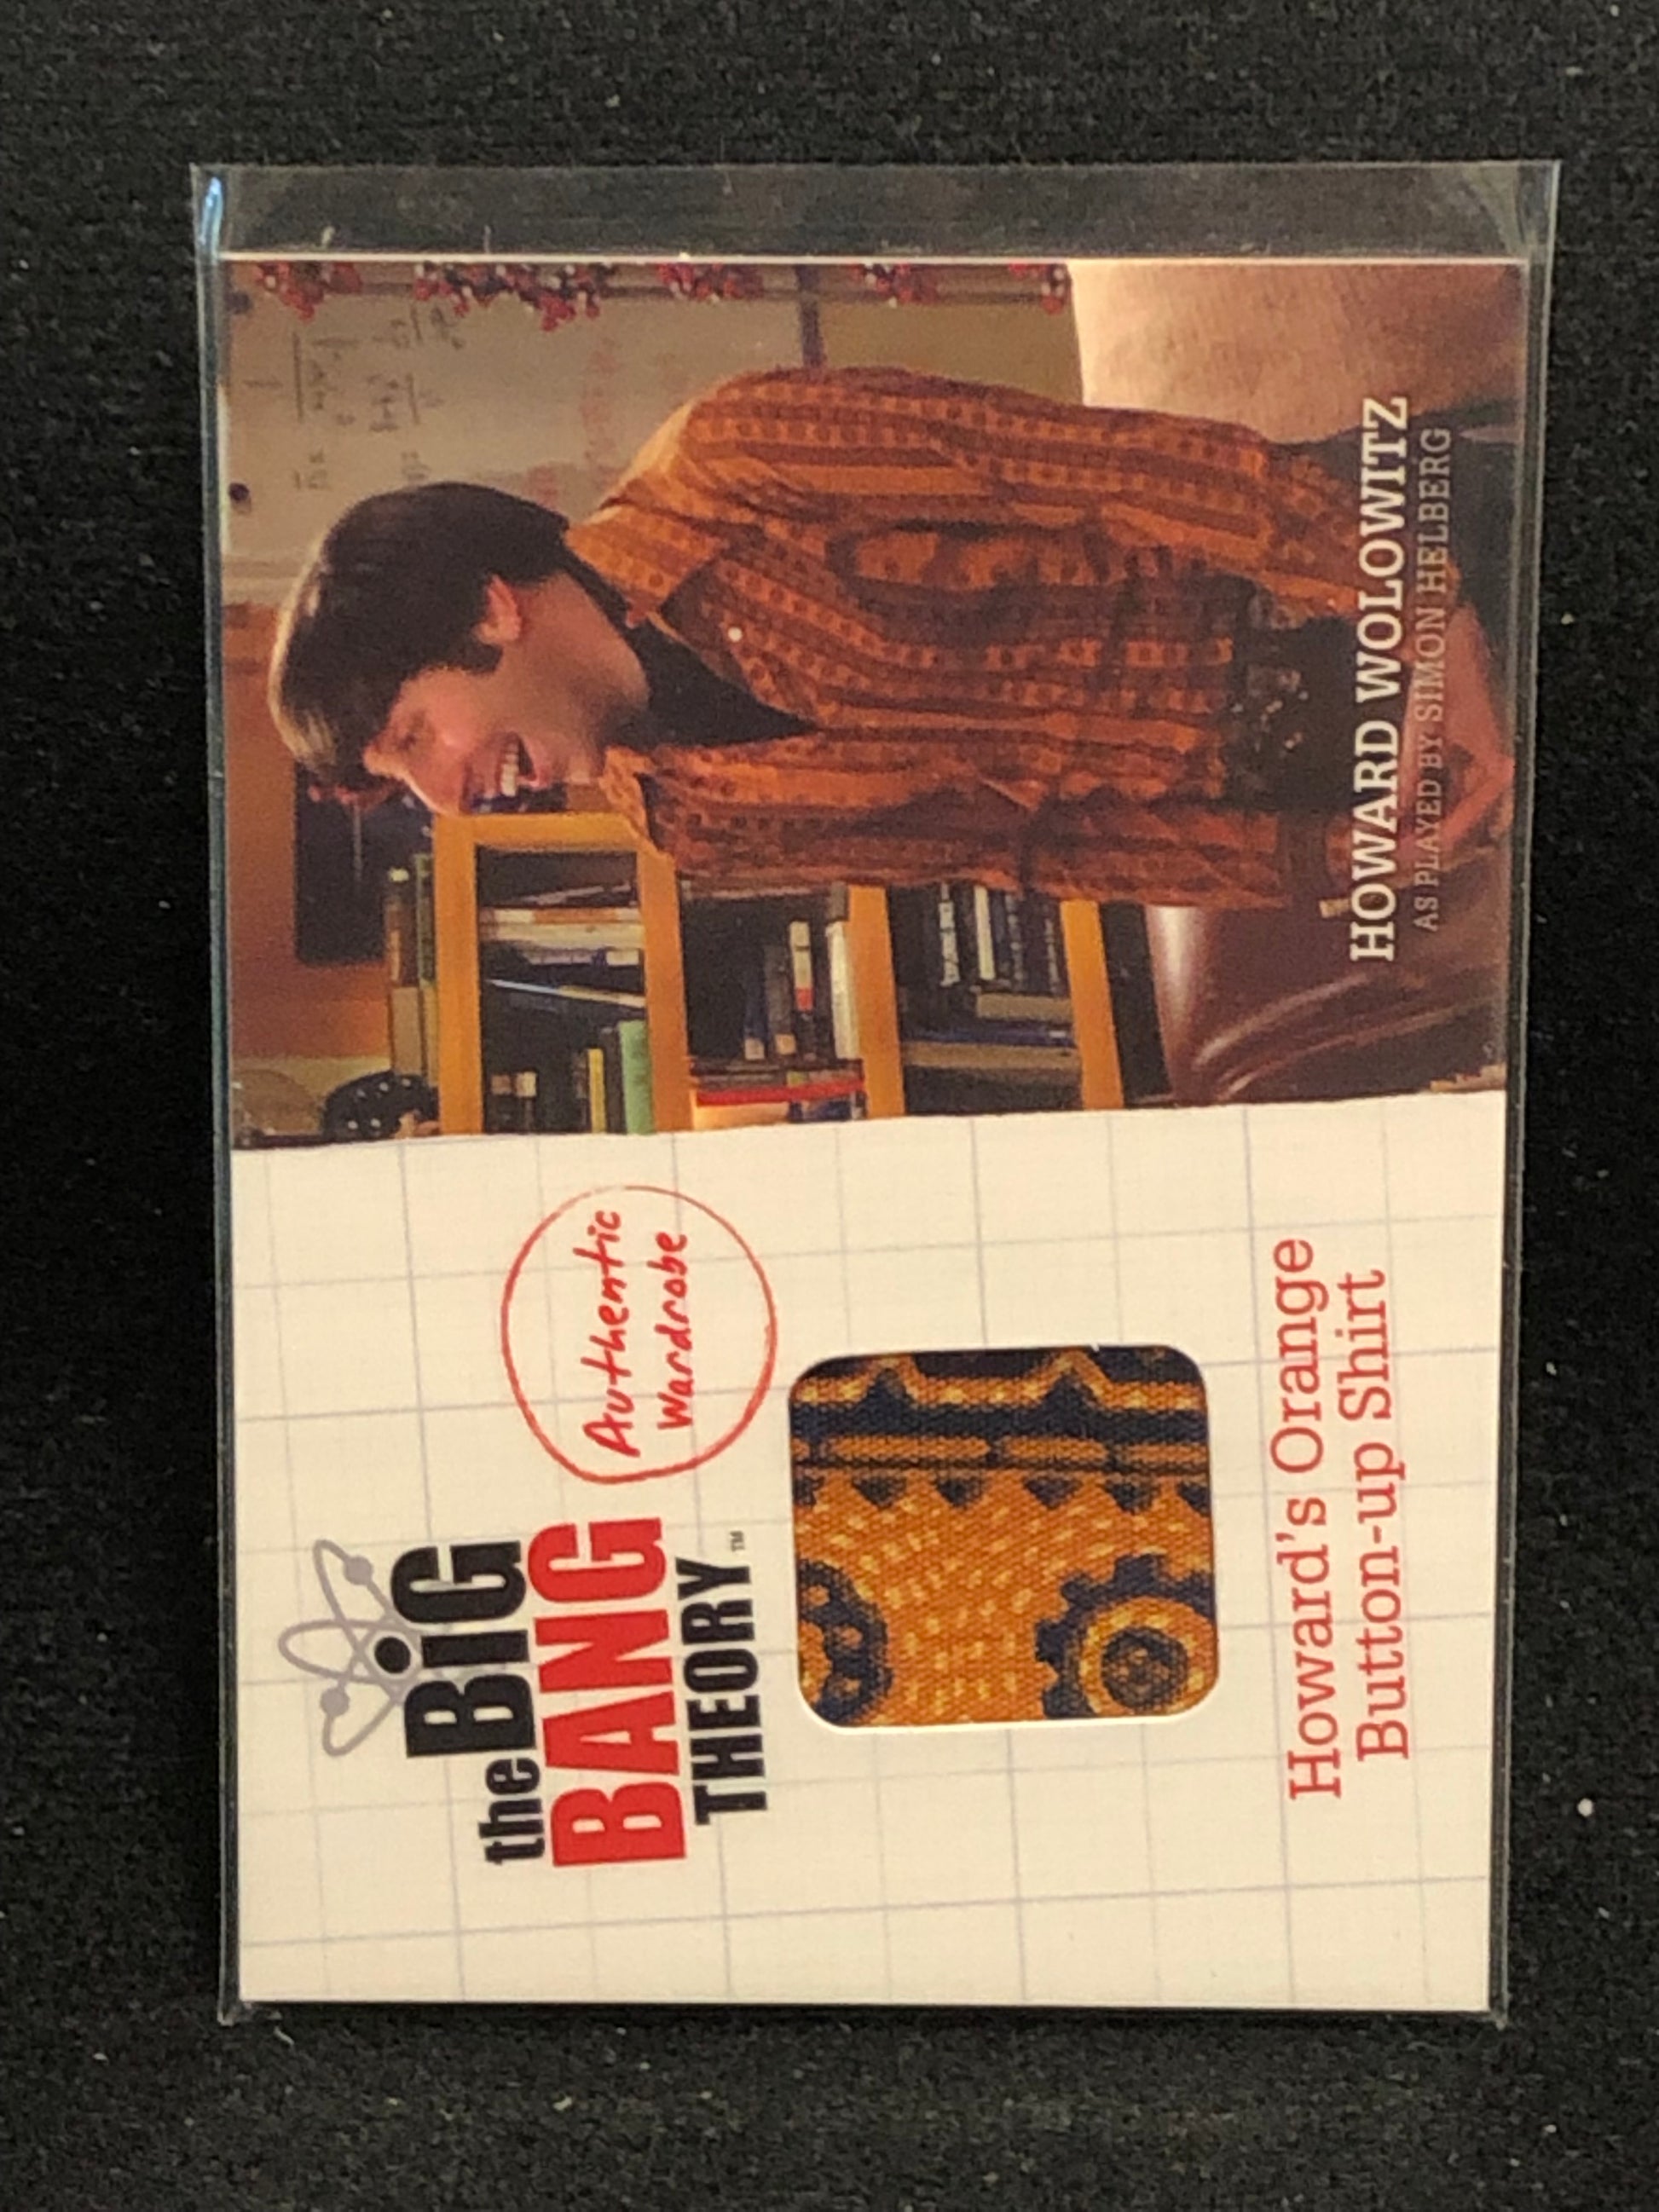 the BiG
BANG
THEORY™
Authentic
Wardrobe
Howard's Orange
Button-up Shirt
HOWARD WOLOWITZ
AS PLAYED BY SIMON HELBERG